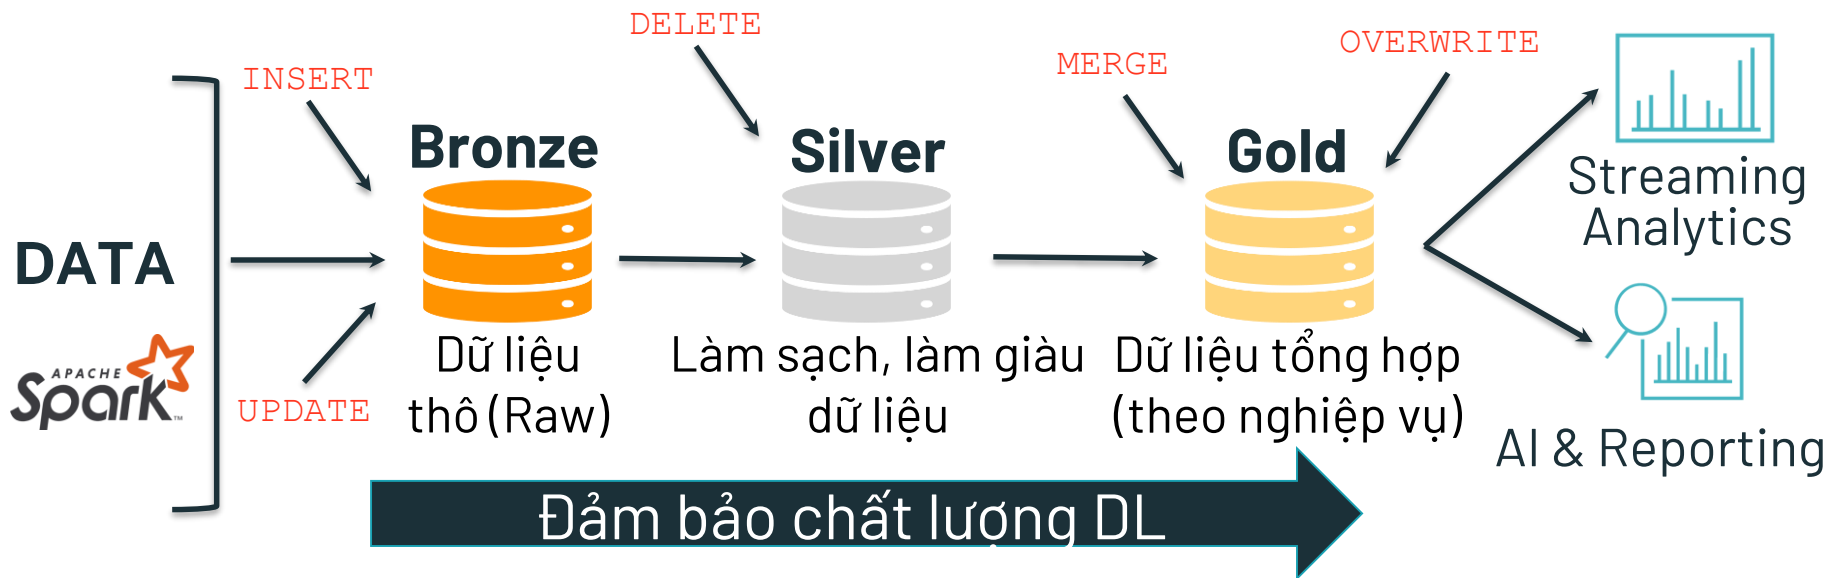 DELETE
OVERWRITE
MERGE
INSERT
Bronze
Silver
Gold
Streaming
Analytics
DATA
APACHE
Spark™
UPDATE
Dữ liệu
thô (Raw)
Làm sạch, làm giàu
dữ liệu
Dữ liệu tổng hợp
(theo nghiệp vụ)
AI & Reporting
Đảm bảo chất lượng DL